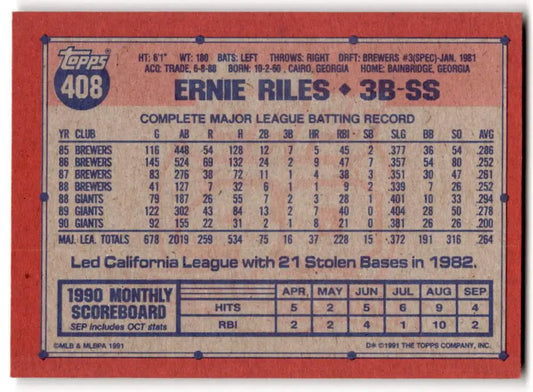 Topps
408
HT: 6'1" WT: 180 BATS: LEFT THROWS: RIGHT DRFT: BREWERS #3(SPEC)-JAN. 1981
ACQ: TRADE, 6-8-88 BORN: 10-2-60, CAIRO, GEORGIA HOME: BAINBRIDGE, GEORGIA
ERNIE RILES ♦ 3B-SS
COMPLETE MAJOR LEAGUE BATTING RECORD
YR CLUB G AB R H 2B 3B HR RBI SB SLG BB SO AVG
85 BREWERS 116 448 54 128 12 7 5 45 2 .377 36 54 .286
86 BREWERS 145 524 69 132 24 2 9 47 7 .357 54 80 .252
87 BREWERS 83 276 38 72 11 1 4 38 3 .351 30 47 .261
88 BREWERS 41 127 7 32 6 1 1 9 2 .339 7 26 .252
88 GIANTS 79 187 26 55 7 2 3 28 1 .401 10 33 .294
89 GIANTS 122 302 43 84 13 2 7 40 0 .404 28 50 .278
90 GIANTS 92 155 22 31 2 1 8 21 0 .381 26 26 .200
MAJ. LEA. TOTALS 678 2019 259 534 75 16 37 228 15 .372 191 316 .264
Led California League with 21 Stolen Bases in 1982.
1990 MONTHLY SCOREBOARD
SEP includes OCT stats
APR MAY JUN JUL AUG SEP
HITS 5 2 5 6 9 4
RBI 2 2 4 1 10 2
©MLB & MLBPA 1991 D* ©1991 THE TOPPS COMPANY, INC.